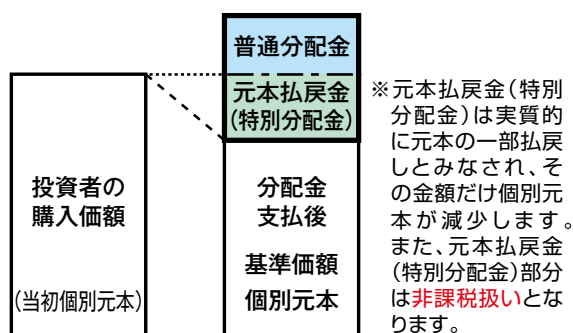 普通分配金
元本払戻金
(特別分配金)
投資者の
購入価額
(当初個別元本)
分配金
支払後
基準価額
個別元本
※元本払戻金(特別
分配金)は実質的
に元本の一部払戻
しとみなされ、そ
の金額だけ個別元
本が減少します。
また、元本払戻金
(特別分配金)部分
は非課税扱いとな
ります。